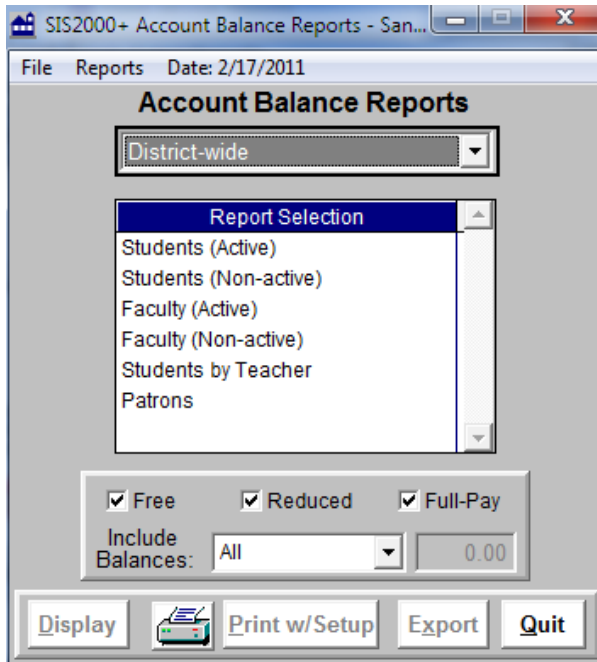 SIS2000+ Account Balance Reports - San...
File Reports Date: 2/17/2011
Account Balance Reports
District-wide
Report Selection
Students (Active)
Students (Non-active)
Faculty (Active)
Faculty (Non-active)
Students by Teacher
Patrons
Free Reduced Full-Pay
Include
Balances: All 0.00
Display Print w/Setup Export Quit